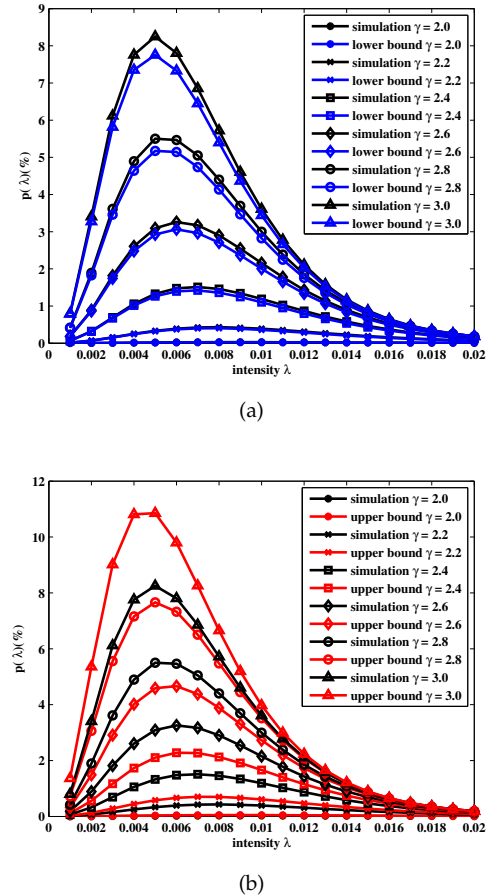 9
8
7
6
5
4
3
2
1
0
p( λ)(%)
0 0.002 0.004 0.006 0.008 0.01 0.012 0.014 0.016 0.018 0.02
intensity λ
simulation γ = 2.0
lower bound γ = 2.0
simulation γ = 2.2
lower bound γ = 2.2
simulation γ = 2.4
lower bound γ = 2.4
simulation γ = 2.6
lower bound γ = 2.6
simulation γ = 2.8
lower bound γ = 2.8
simulation γ = 3.0
lower bound γ = 3.0
(a)
12
10
8
6
4
2
0
p( λ)(%)
0 0.002 0.004 0.006 0.008 0.01 0.012 0.014 0.016 0.018 0.02
intensity λ
simulation γ = 2.0
upper bound γ = 2.0
simulation γ = 2.2
upper bound γ = 2.2
simulation γ = 2.4
upper bound γ = 2.4
simulation γ = 2.6
upper bound γ = 2.6
simulation γ = 2.8
upper bound γ = 2.8
simulation γ = 3.0
upper bound γ = 3.0
(b)